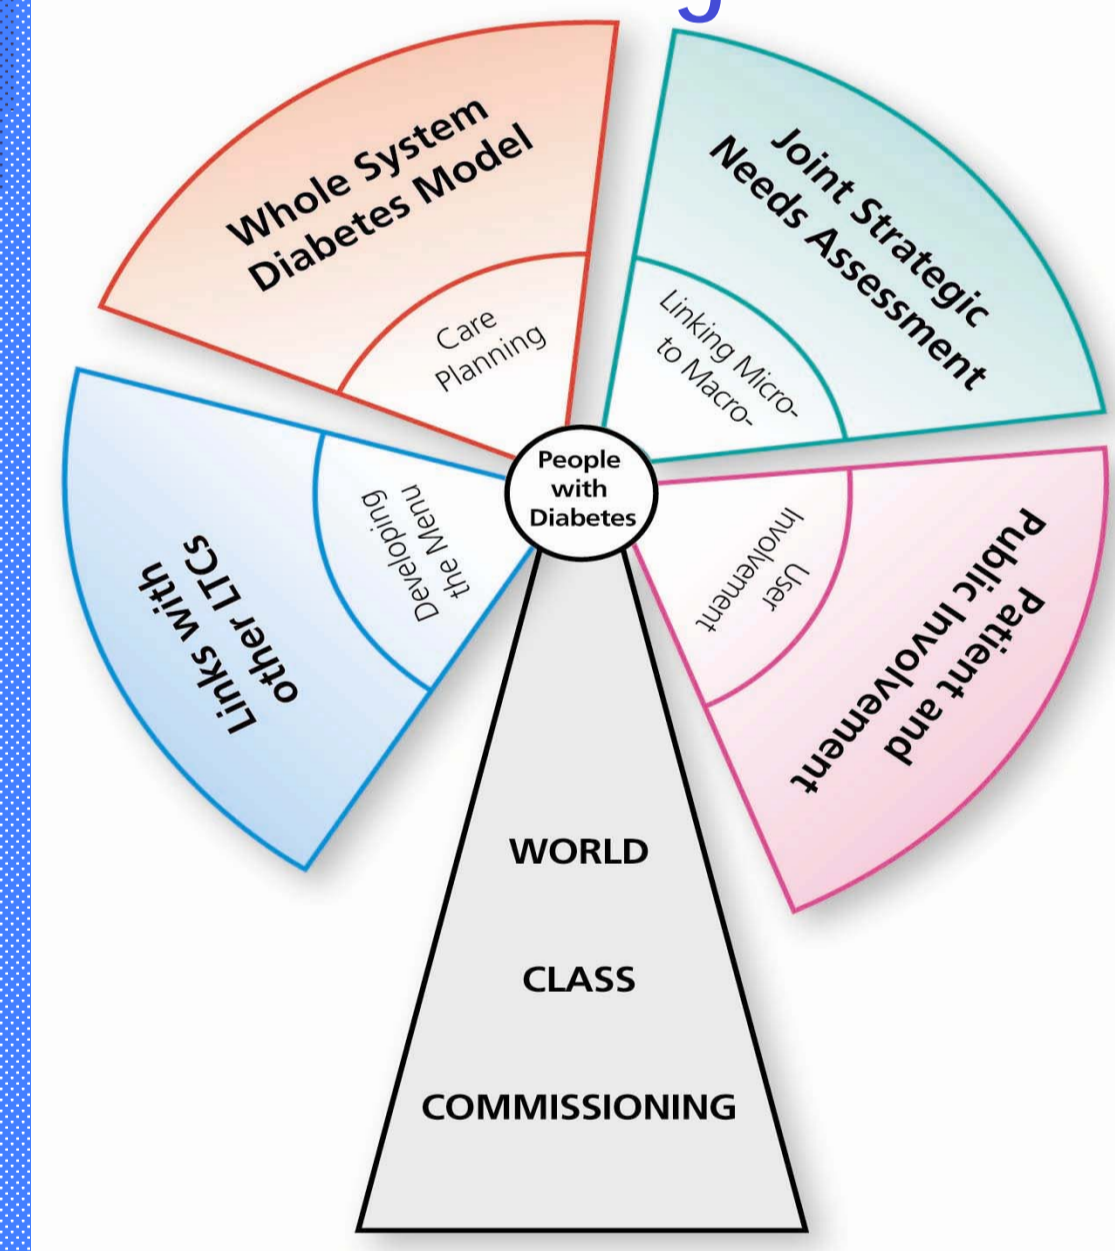 Whole System
Diabetes Model
Care
Planning
Joint Strategic
Needs Assessment
Linking Micro-
to Macro-
People
with
Diabetes
Developing
the Menu
Links with
other LTCs
User
Involvement
Patient and
Public Involvement
WORLD
CLASS
COMMISSIONING